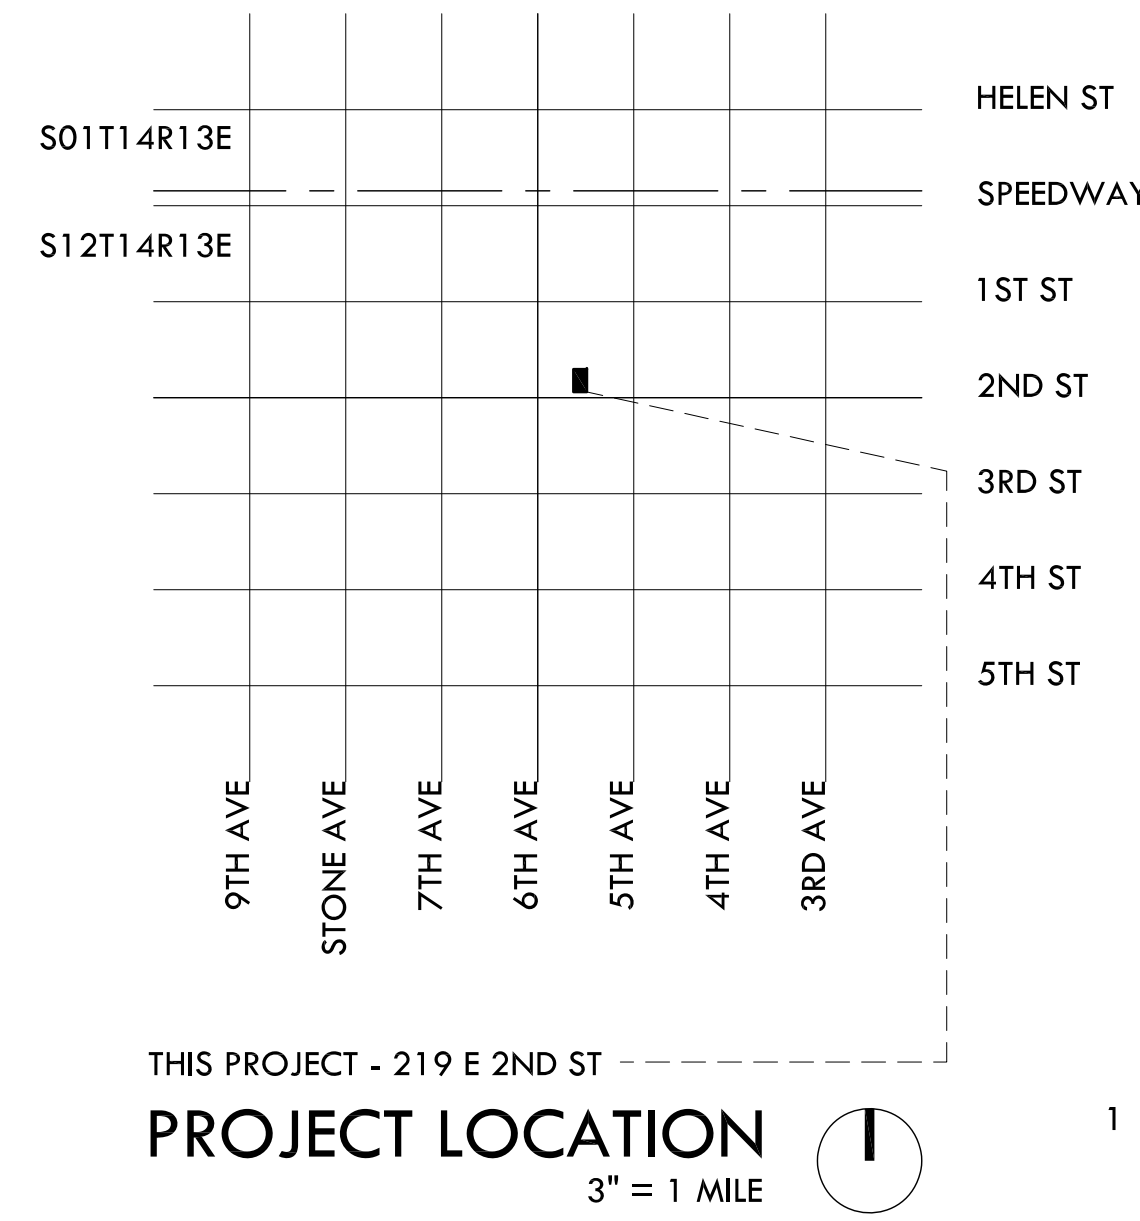 HELEN ST
S01T14R13E
SPEEDWAY
S12T14R13E
1ST ST
2ND ST
3RD ST
4TH ST
5TH ST
9TH AVE
STONE AVE
7TH AVE
6TH AVE
5TH AVE
4TH AVE
3RD AVE
THIS PROJECT - 219 E 2ND ST
PROJECT LOCATION
1
3" = 1 MILE